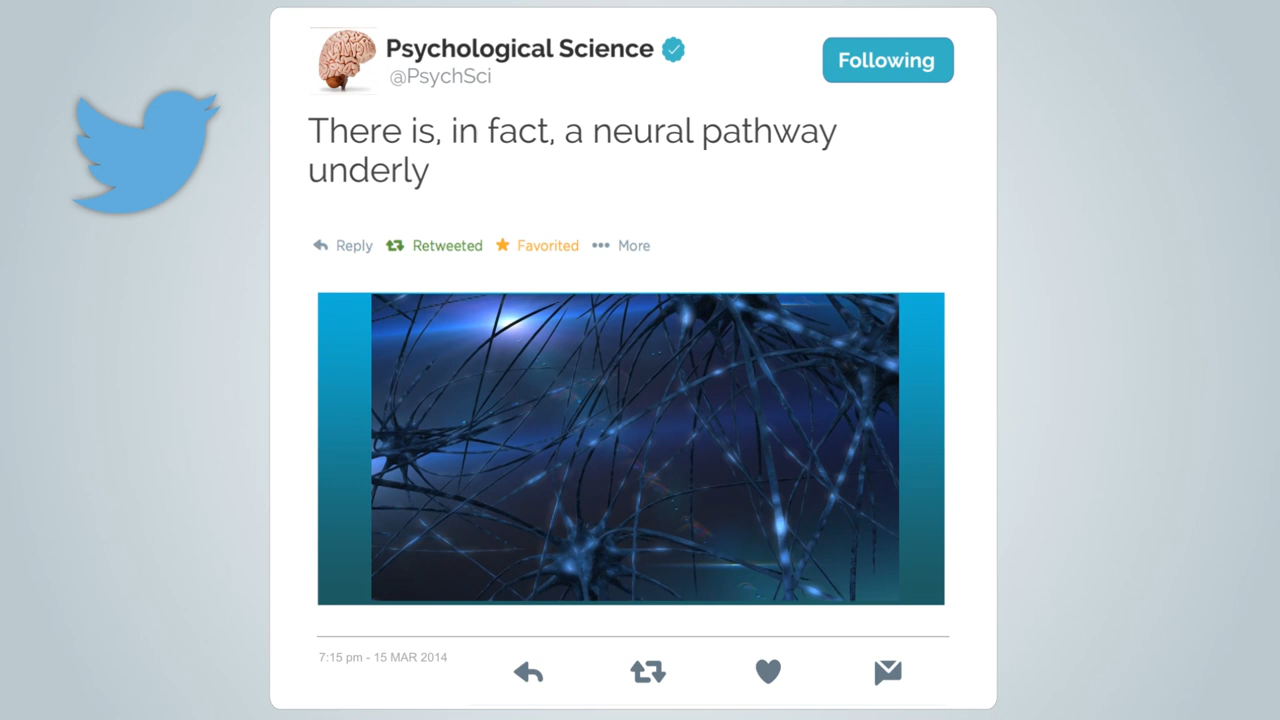 Psychological Science
@PsychSci
Following
There is, in fact, a neural pathway
underly
Reply Retweeted Favorited More
7:15 pm - 15 MAR 2014